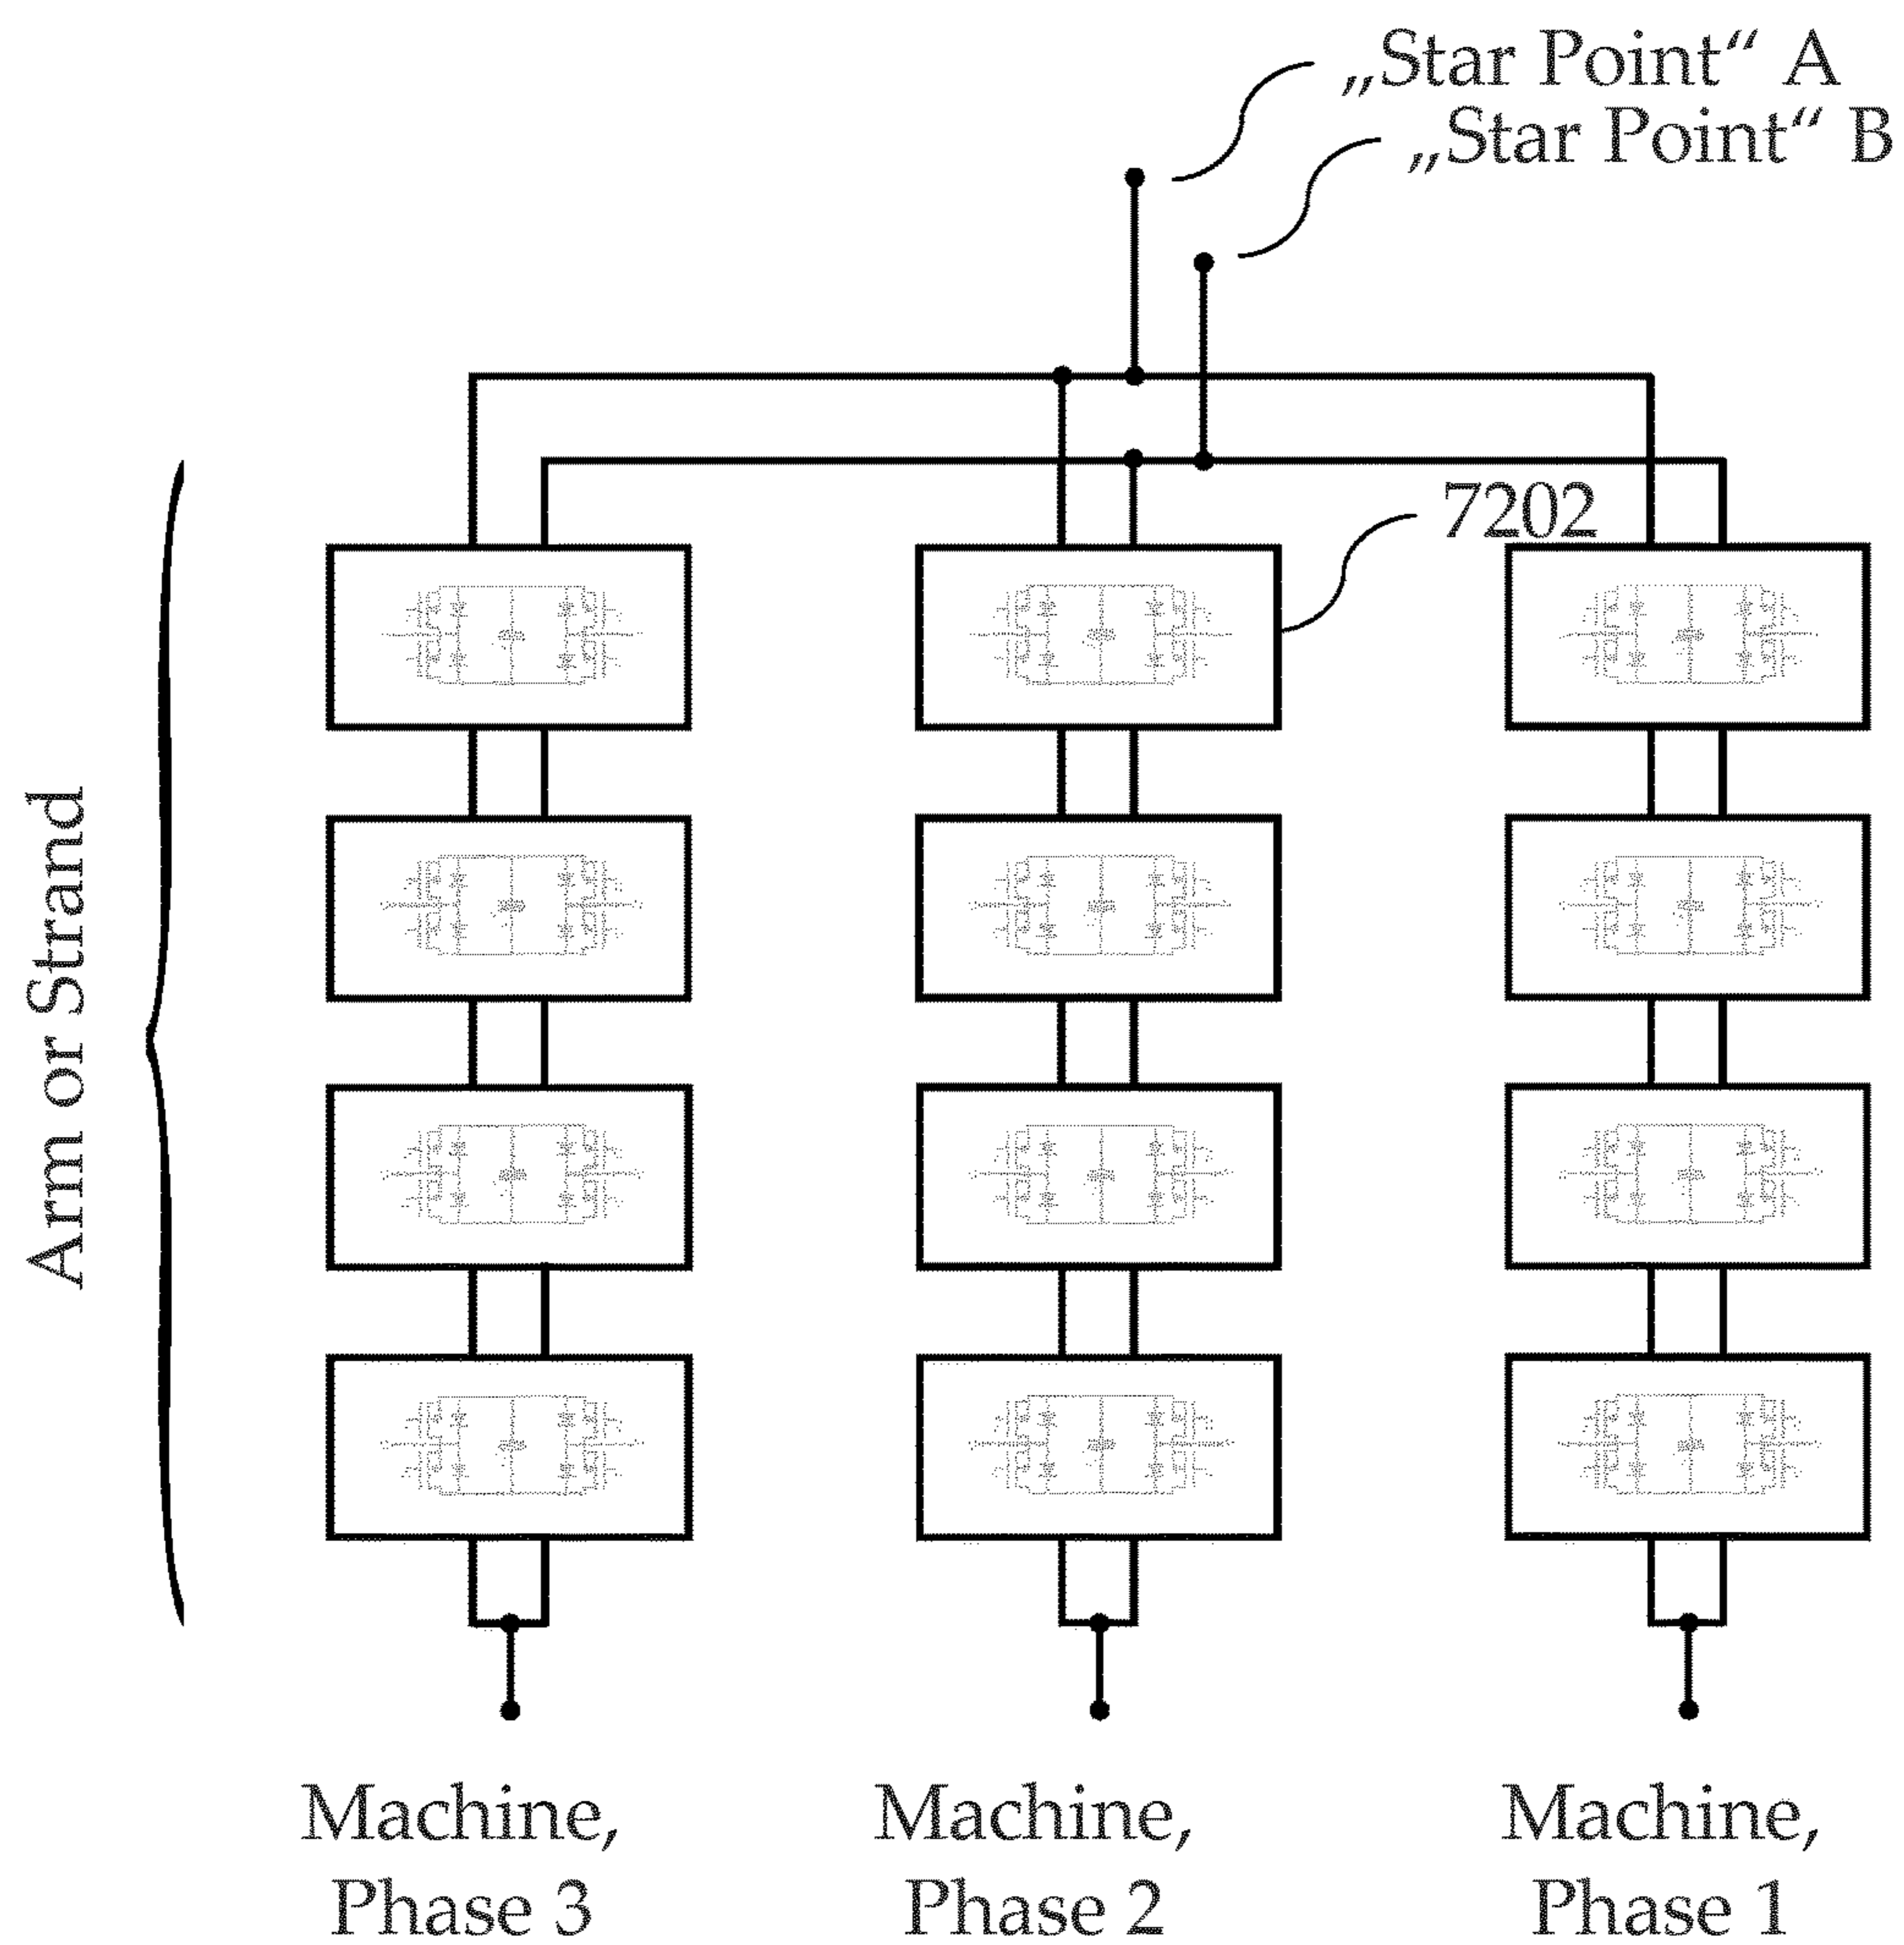 „Star Point“ A
„Star Point“ B
7202
Arm or Strand
Machine,
Phase 3
Machine,
Phase 2
Machine,
Phase 1